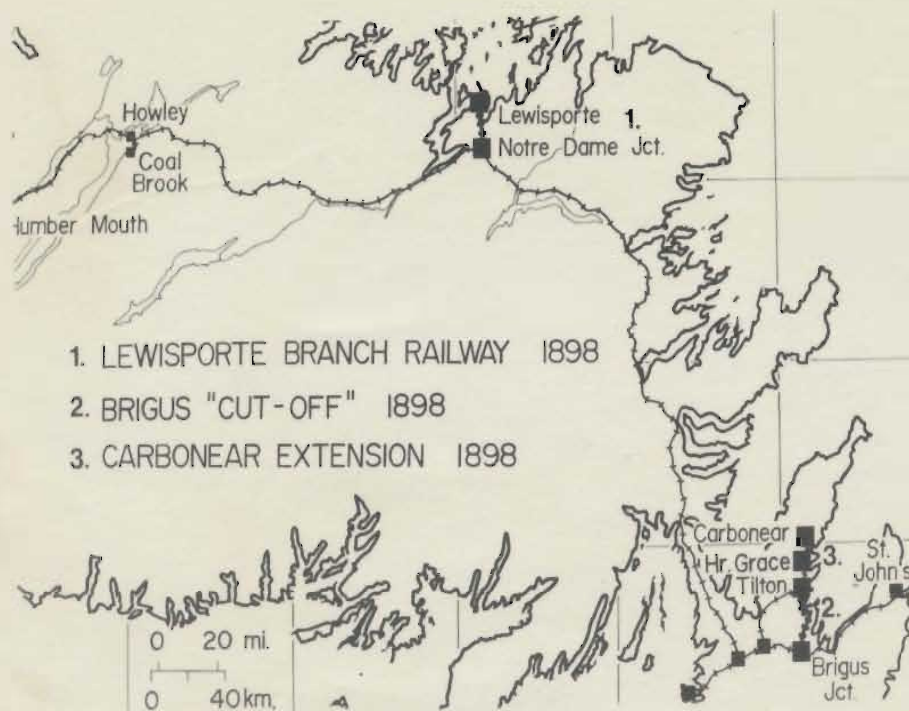 Howley
Coal
Brook
Humber Mouth
Lewisporte 1.
Notre Dame Jct.
1. LEWISPORTE BRANCH RAILWAY 1898
2. BRIGUS "CUT-OFF" 1898
3. CARBONEAR EXTENSION 1898
Carbonear
Hr. Grace 3.
Tilton
St.
John's
2.
Brigus
Jct.
0 20 mi.
0 40 km.